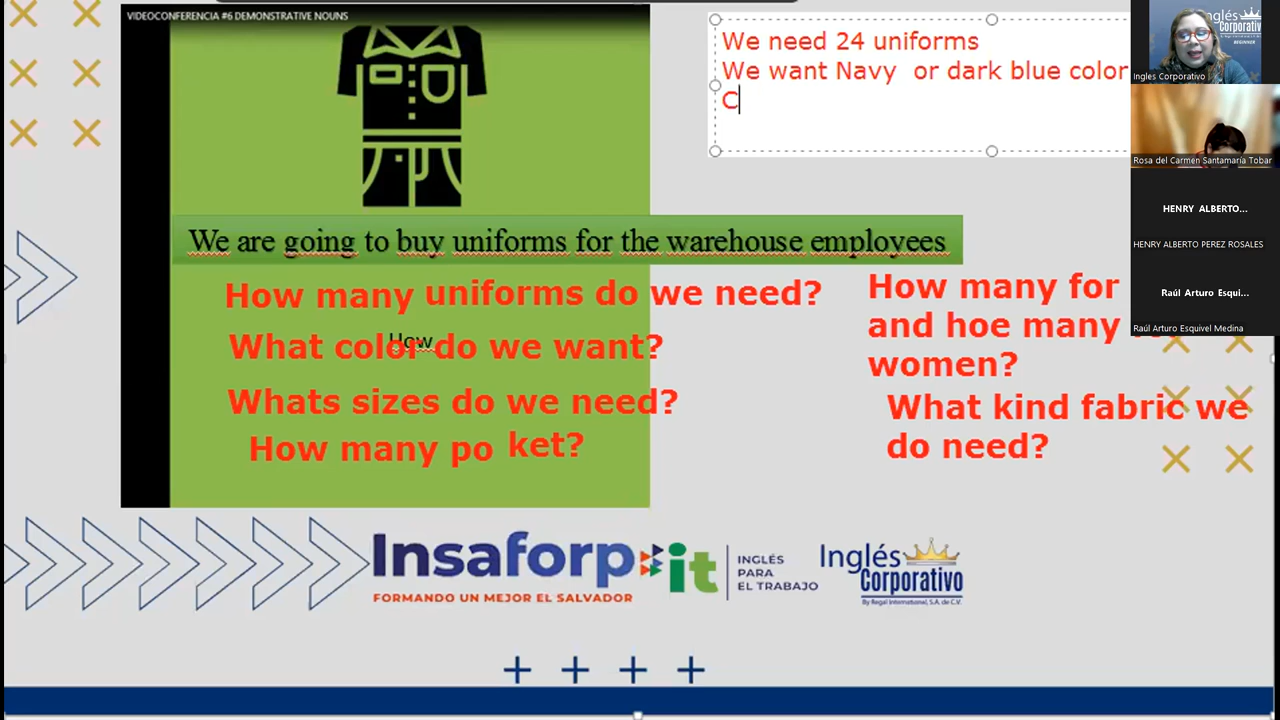 VIDEOCONFERENCIA #6 DEMONSTRATIVE NOUNS
We need 24 uniforms
We want Navy or dark blue color
C
We are going to buy uniforms for the warehouse employees
How many uniforms do we need?
How
What color do we want?
Whats sizes do we need?
How many po ket?
How many for
and hoe many
women?
What kind fabric we
do need?
Insaforp
FORMANDO UN MEJOR EL SALVADOR
it
INGLÉS
PARA
EL TRABAJO
Inglés
Corporativo
By Regal International, S.A. de C.V.
Inglés
Corporativo
BEGINNER
Ingles Corporativo
Rosa del Carmen Santamaría Tobar
HENRY ALBERTO...
HENRY ALBERTO PEREZ ROSALES
Raúl Arturo Esqui...
Raúl Arturo Esquivel Medina